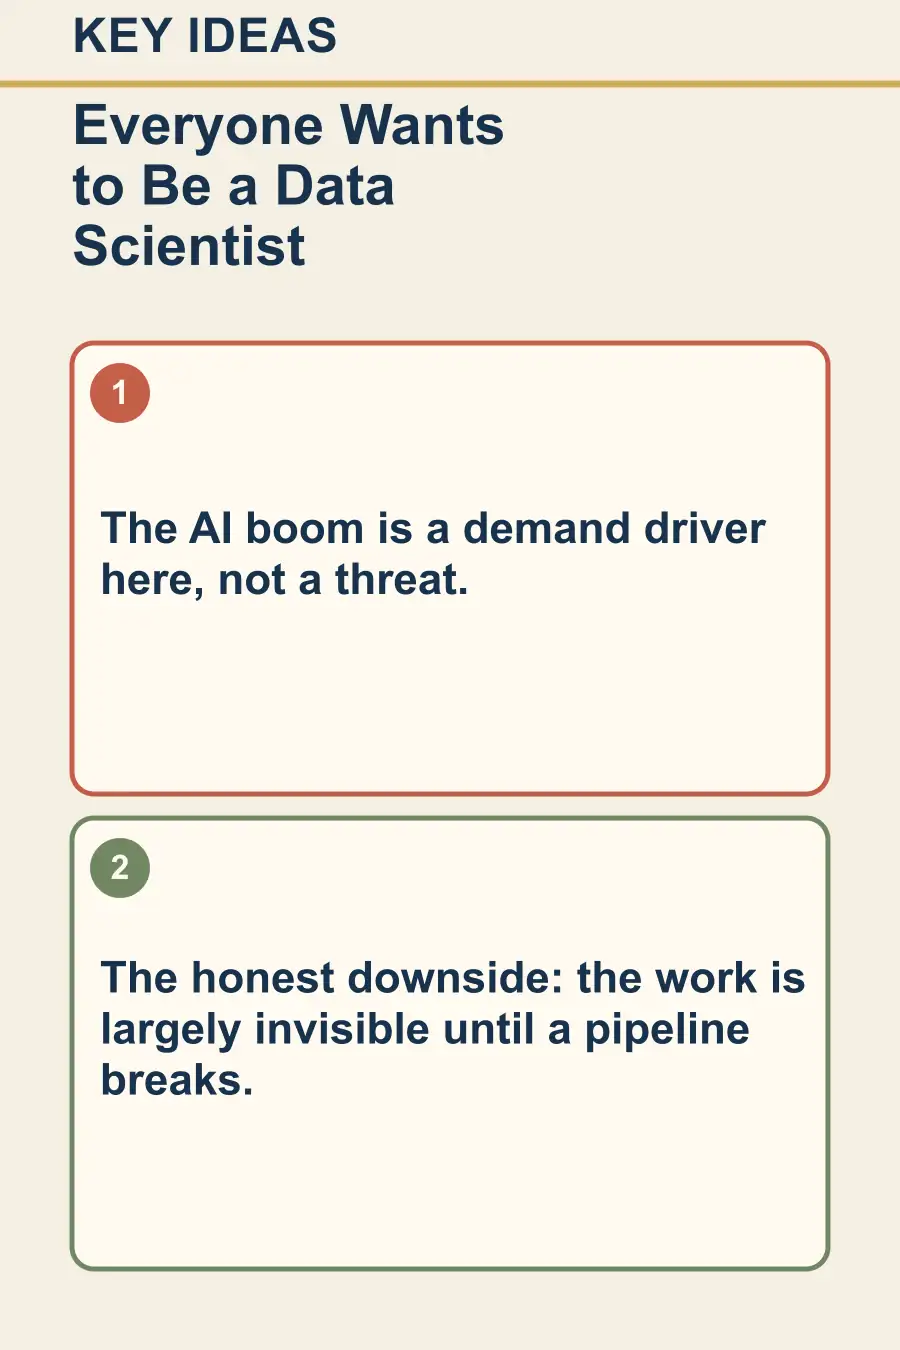 KEY IDEAS
Everyone Wants
to Be a Data
Scientist
1
The AI boom is a demand driver
here, not a threat.
2
The honest downside: the work is
largely invisible until a pipeline
breaks.